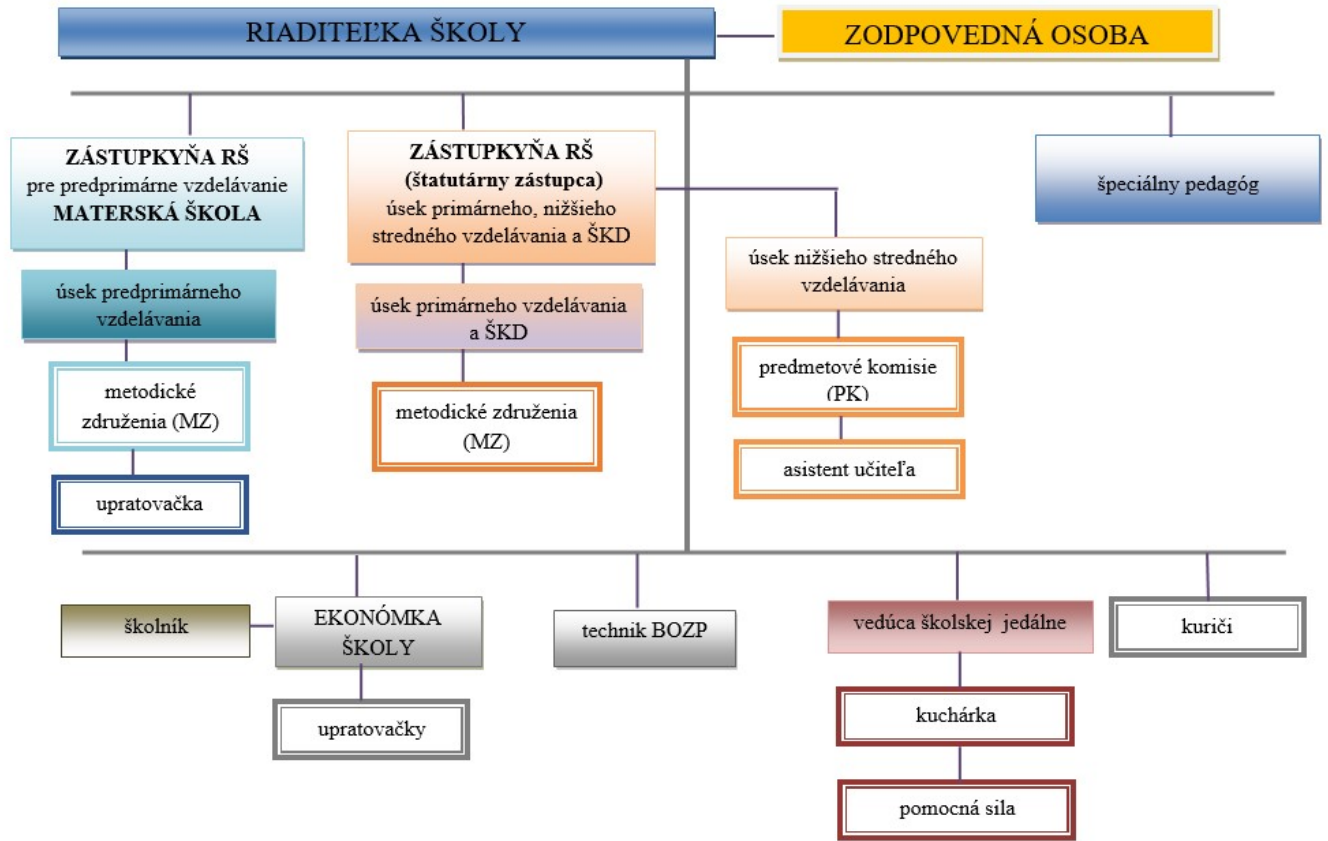 RIADITEĽKA ŠKOLY
ZODPOVEDNÁ OSOBA
ZÁSTUPKYŇA RŠ
pre predprimárne vzdelávanie
MATERSKÁ ŠKOLA
ZÁSTUPKYŇA RŠ
(štatutárny zástupca)
úsek primárneho, nižšieho
stredného vzdelávania a ŠKD
špeciálny pedagóg
úsek predprimárneho
vzdelávania
úsek primárneho vzdelávania
a ŠKD
úsek nižšieho stredného
vzdelávania
metodické
združenia (MZ)
metodické združenia
(MZ)
predmetové komisie
(PK)
upratovačka
asistent učiteľa
školník
EKONÓMKA
ŠKOLY
technik BOZP
vedúca školskej jedálne
kuriči
upratovačky
kuchárka
pomocná sila